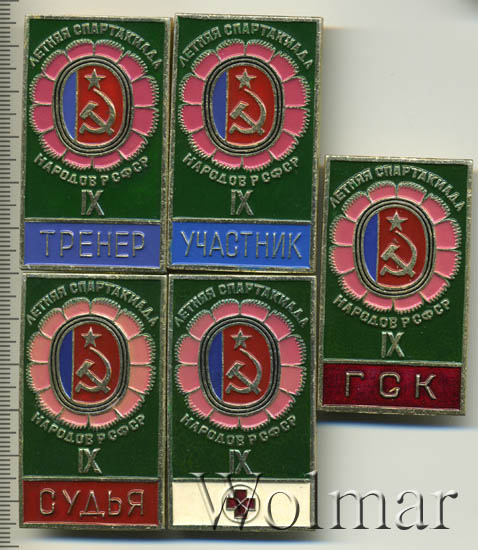 ЛЕТНЯЯ СПАРТАКИАДА
НАРОДОВ РСФСР
IX
ТРЕНЕР
ЛЕТНЯЯ СПАРТАКИАДА
НАРОДОВ РСФСР
IX
УЧАСТНИК
ЛЕТНЯЯ СПАРТАКИАДА
НАРОДОВ РСФСР
IX
ГСК
ЛЕТНЯЯ СПАРТАКИАДА
НАРОДОВ РСФСР
IX
СУДЬЯ
ЛЕТНЯЯ СПАРТАКИАДА
НАРОДОВ РСФСР
IX
Wolmar